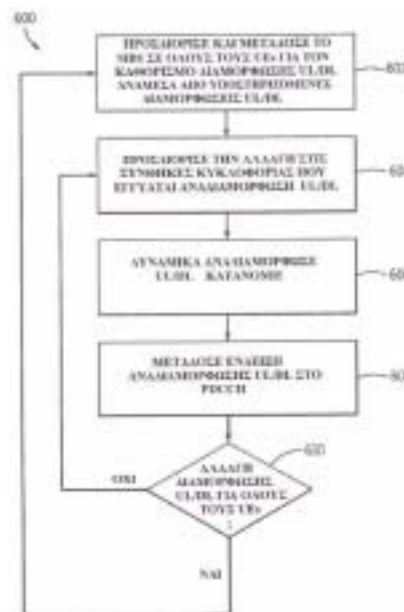 600
ΠΡΟΣΔΙΟΡΙΣΕ ΚΑΙ ΜΕΤΑΔΟΣΕ ΤΟ
ΣΕ ΟΛΟΥΣ ΤΟΥΣ UEs ΓΙΑ ΤΟΝ
ΚΑΘΟΡΙΣΜΟ ΔΙΑΜΟΡΦΩΣΗΣ UL/DL
ΑΝΑΜΕΣΑ ΑΠΟ ΥΠΟΣΤΗΡΙΖΟΜΕΝΕΣ
ΔΙΑΜΟΡΦΩΣΕΙΣ UL/DL
ΠΡΟΣΔΙΟΡΙΣΕ ΤΗΝ ΑΛΛΑΓΗ ΣΤΙΣ
ΣΥΝΘΗΚΕΣ ΚΥΚΛΟΦΟΡΙΑΣ ΠΟΥ
ΕΓΓΥΑΤΑΙ ΑΝΑΔΙΑΜΟΡΦΩΣΗ UL/DL
ΔΥΝΑΜΙΚΑ ΑΝΑΔΙΑΜΟΡΦΩΣΕ
UL/DL ΚΑΤΑΝΟΜΗ
ΜΕΤΑΔΟΣΕ ΕΝΔΕΙΞΗ
ΑΝΑΔΙΑΜΟΡΦΩΣΗΣ UL/DL ΣΤΟ
PDCCH
610
ΑΛΛΑΓΗ
ΔΙΑΜΟΡΦΩΣΗΣ
UL/DL ΓΙΑ ΟΛΟΥΣ
ΤΟΥΣ UEs
;
ΟΧΙ
ΝΑΙ